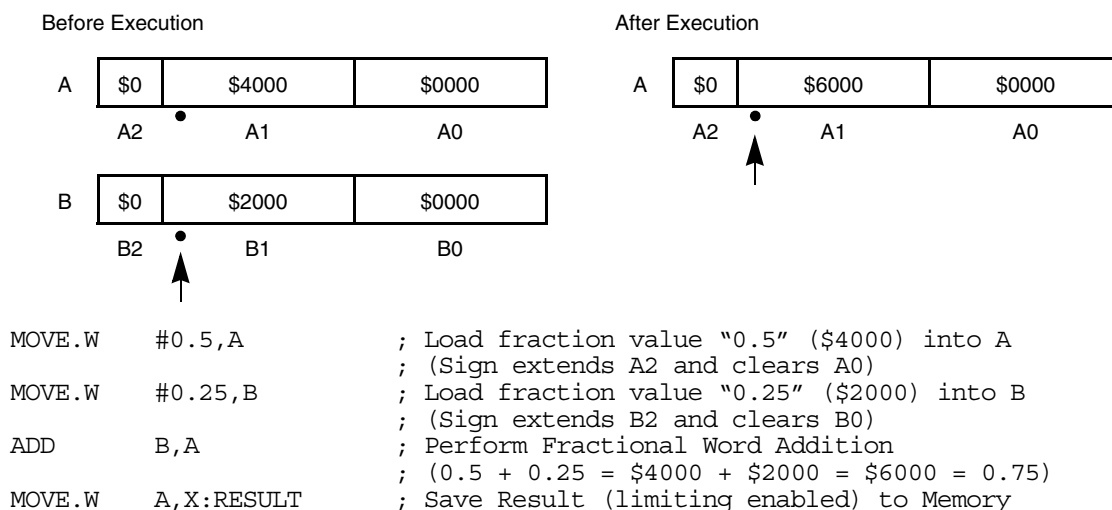 Before Execution After Execution
A $0 $4000 $0000 A $0 $6000 $0000
A2 A1 A0 A2 A1 A0
B $0 $2000 $0000
B2 B1 B0
MOVE.W #0.5,A ; Load fraction value “0.5” ($4000) into A
; (Sign extends A2 and clears A0)
MOVE.W #0.25,B ; Load fraction value “0.25” ($2000) into B
; (Sign extends B2 and clears B0)
ADD B,A ; Perform Fractional Word Addition
; (0.5 + 0.25 = $4000 + $2000 = $6000 = 0.75)
MOVE.W A,X:RESULT ; Save Result (limiting enabled) to Memory